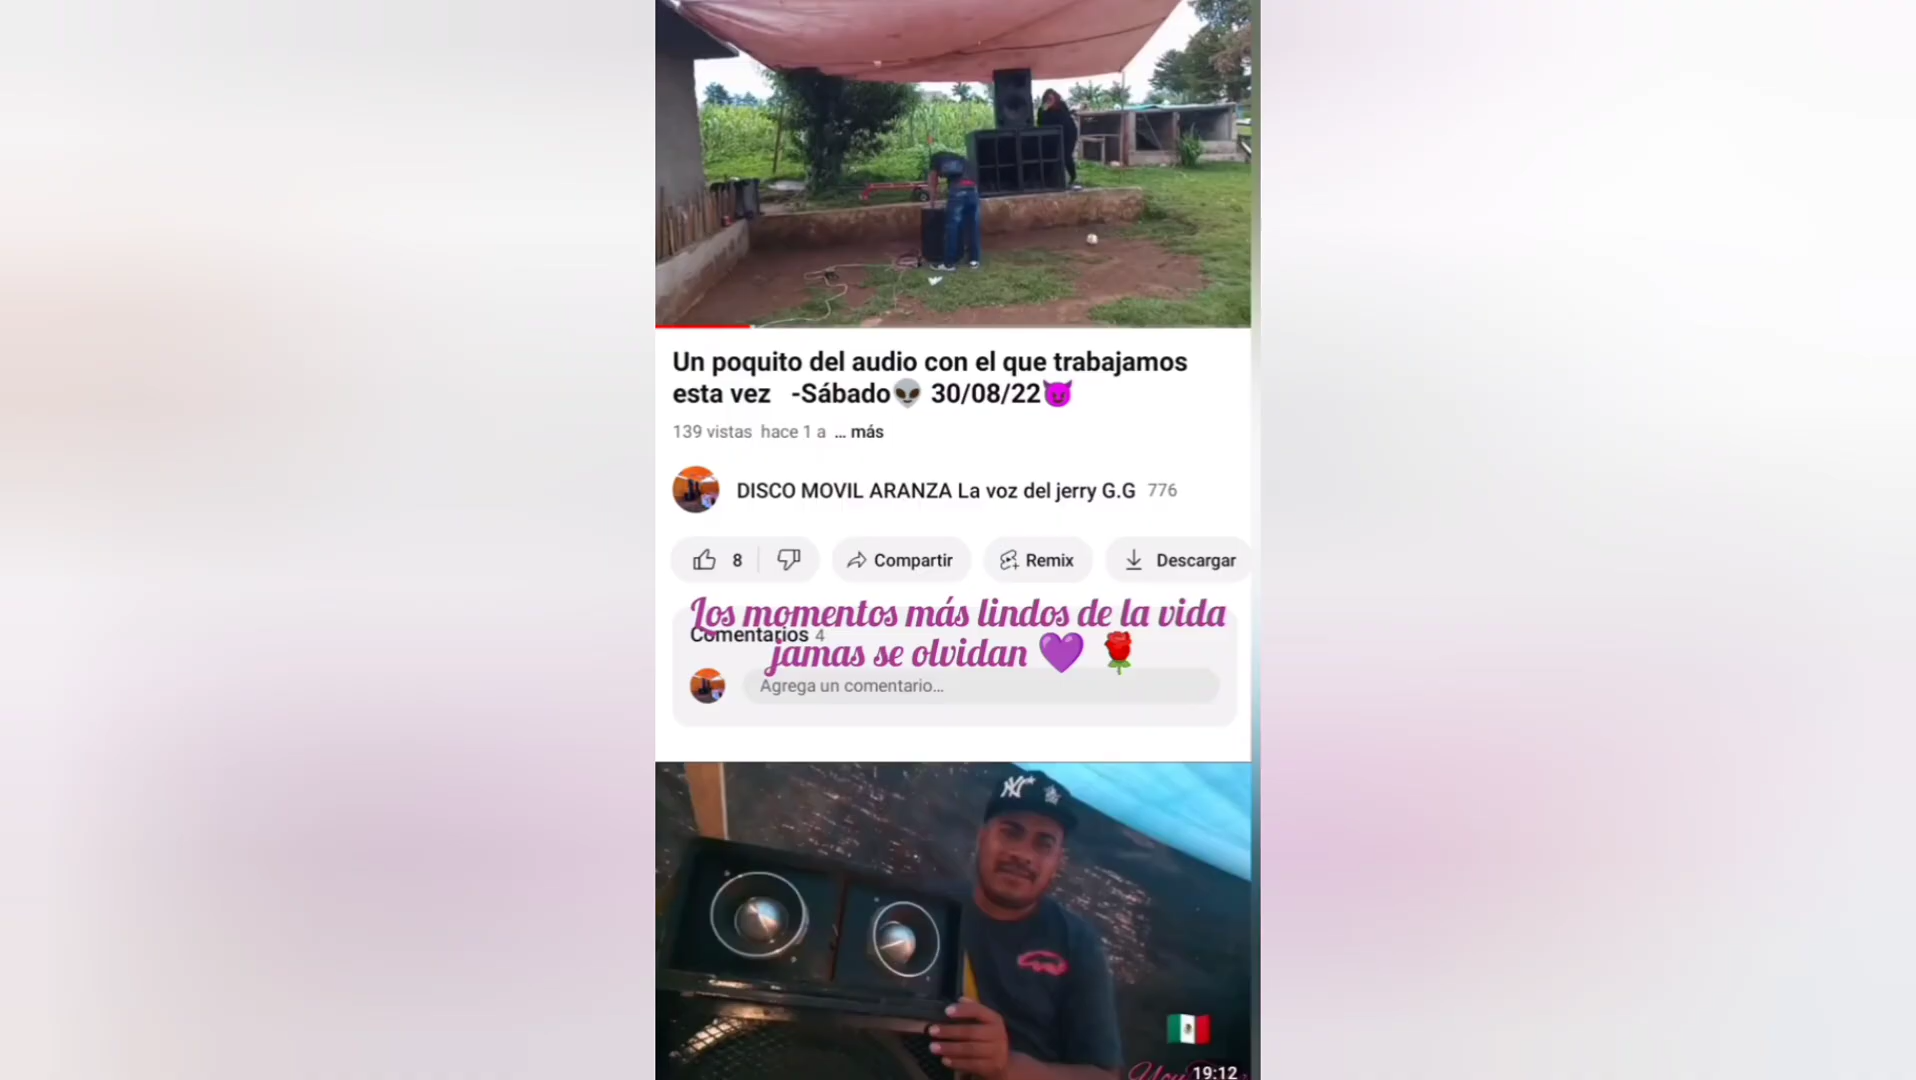 Un poquito del audio con el que trabajamos
esta vez -Sábado👽 30/08/22😈
139 vistas hace 1 a ... más
DISCO MOVIL ARANZA La voz del jerry G.G 776
8 Compartir Remix Descargar
Los momentos más lindos de la vida
jamas se olvidan 💜 🌹
Comentarios 4
Agrega un comentario...
NY
19:12